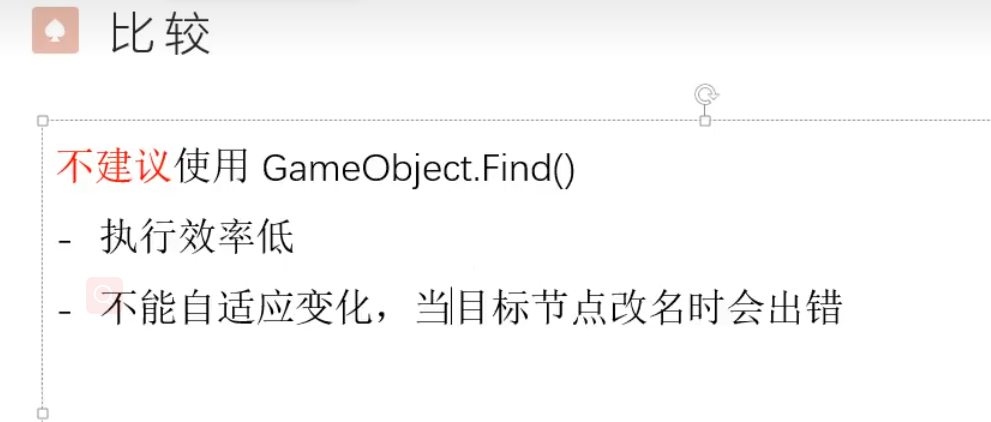 比较
不建议使用 GameObject.Find()
- 执行效率低
- 不能自适应变化，当目标节点改名时会出错